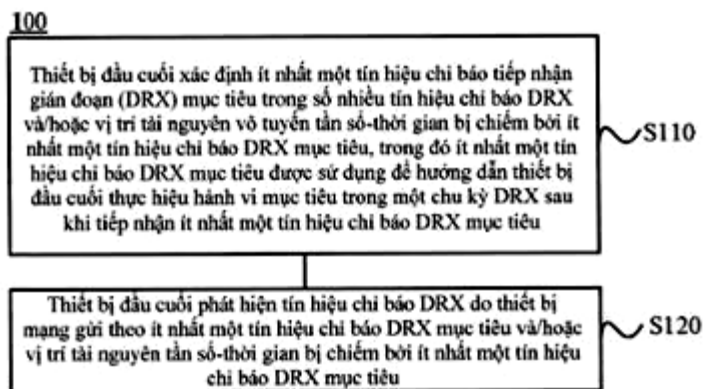 100
Thiết bị đầu cuối xác định ít nhất một tín hiệu chỉ báo tiếp nhận
gián đoạn (DRX) mục tiêu trong số nhiều tín hiệu chỉ báo DRX
và/hoặc vị trí tài nguyên vô tuyến tần số-thời gian bị chiếm bởi ít
nhất một tín hiệu chỉ báo DRX mục tiêu, trong đó ít nhất một tín
hiệu chỉ báo DRX mục tiêu được sử dụng để hướng dẫn thiết bị
đầu cuối thực hiện hành vi mục tiêu trong một chu kỳ DRX sau
khi tiếp nhận ít nhất một tín hiệu chỉ báo DRX mục tiêu
S110
Thiết bị đầu cuối phát hiện tín hiệu chỉ báo DRX do thiết bị
mạng gửi theo ít nhất một tín hiệu chỉ báo DRX mục tiêu và/hoặc
vị trí tài nguyên tần số-thời gian bị chiếm bởi ít nhất một tín hiệu
chỉ báo DRX mục tiêu
S120